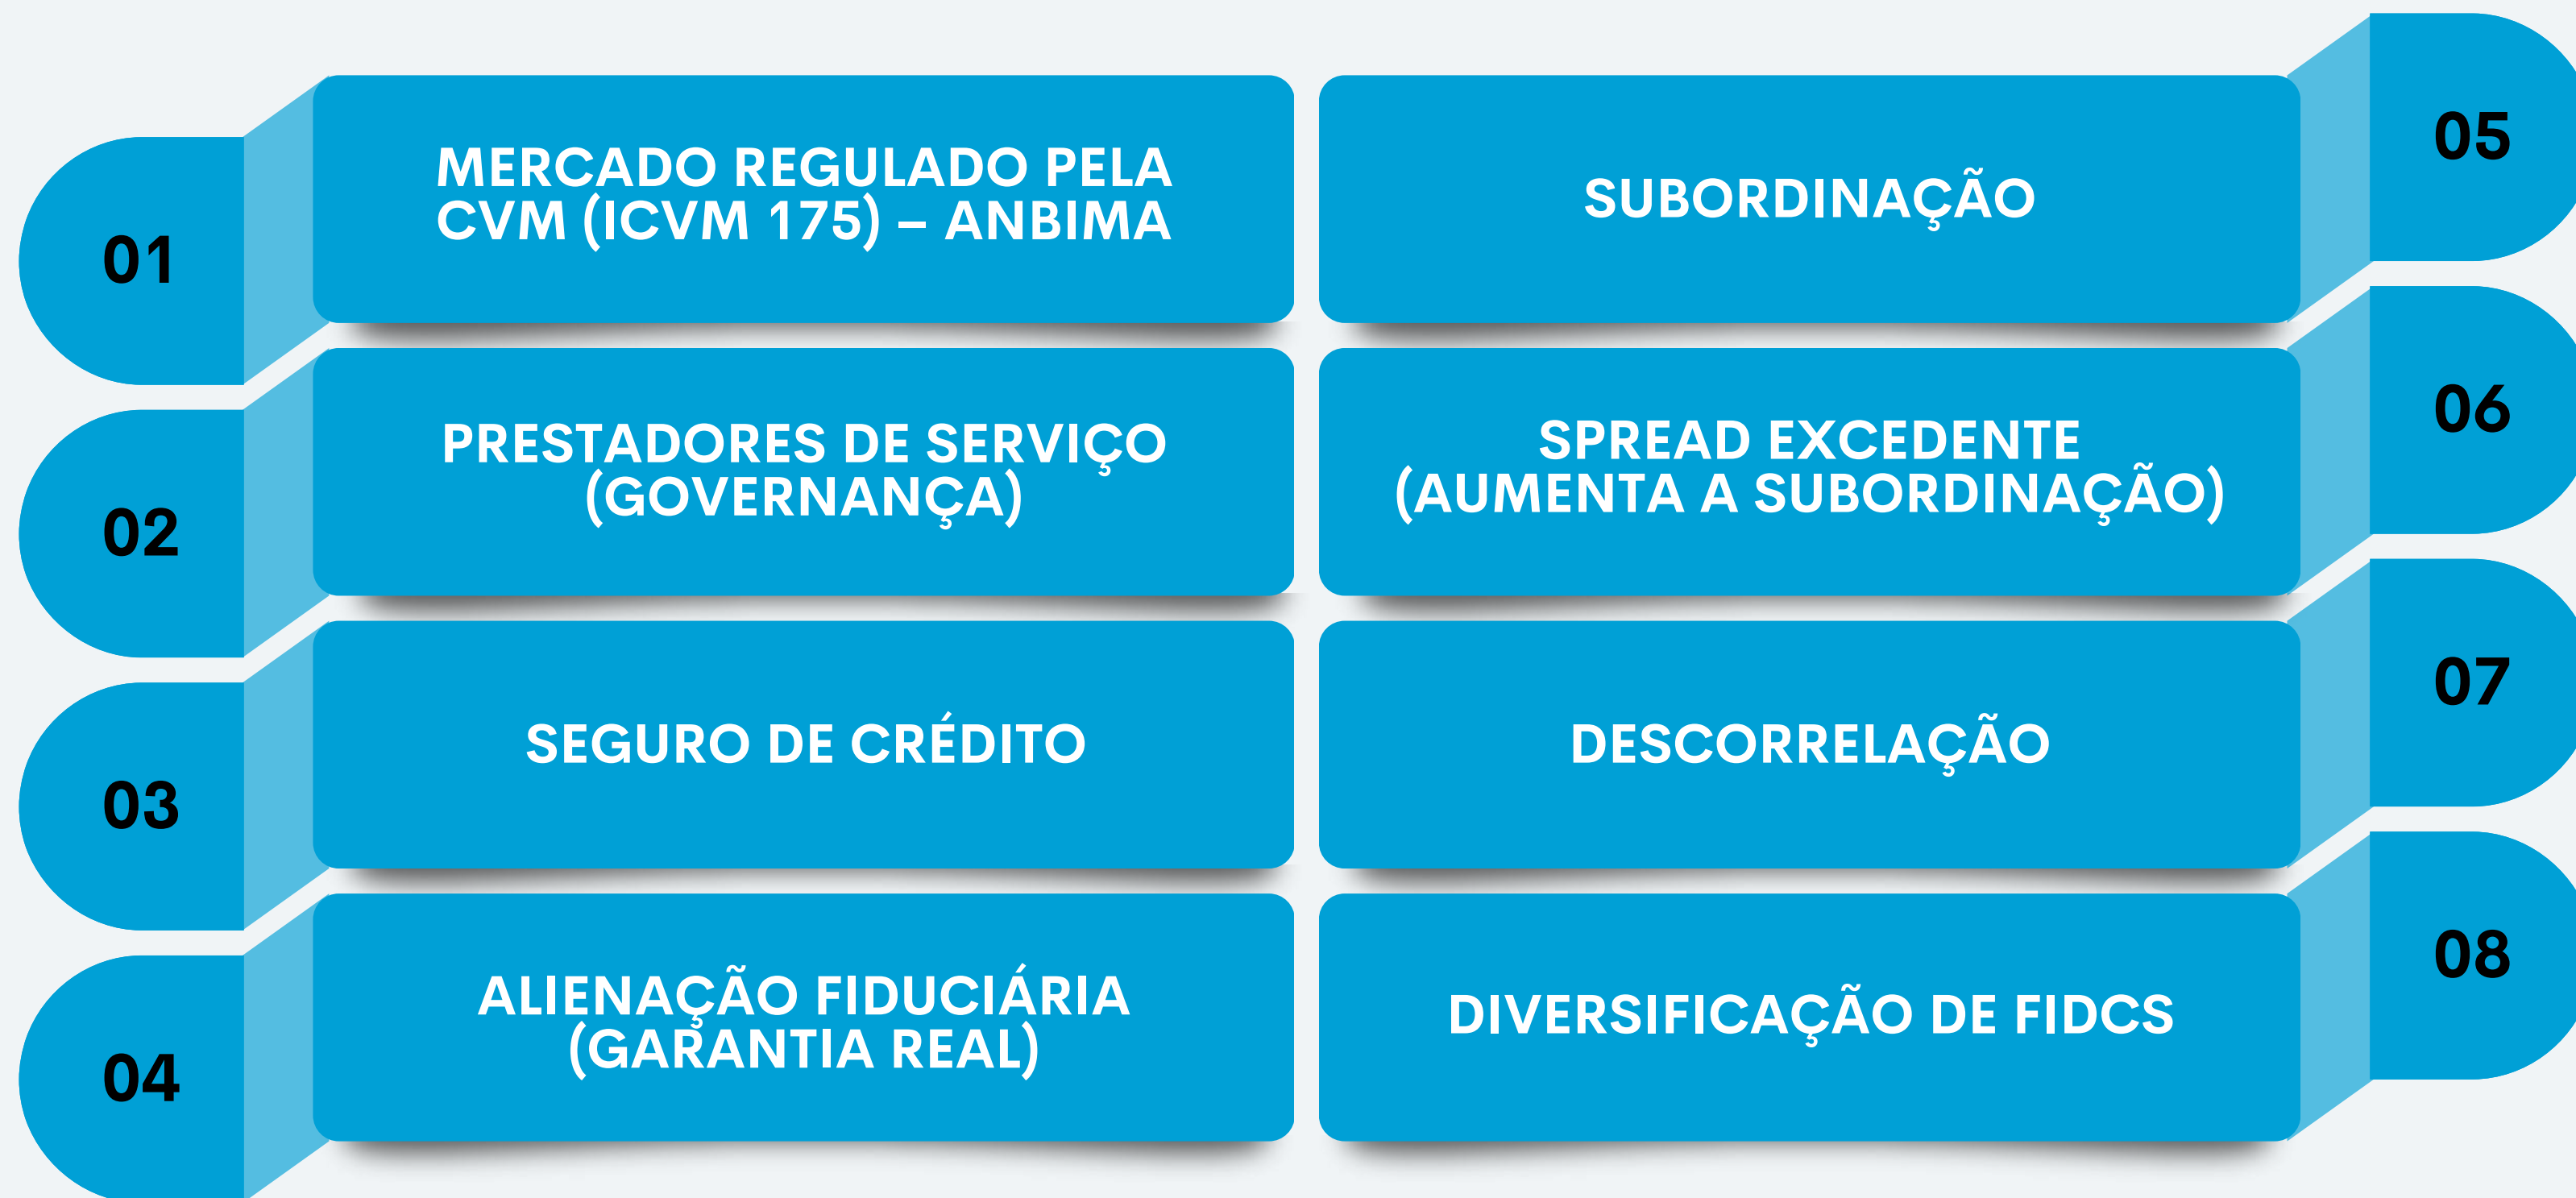 01
MERCADO REGULADO PELA
CVM (ICVM 175) – ANBIMA
02
PRESTADORES DE SERVIÇO
(GOVERNANÇA)
03
SEGURO DE CRÉDITO
04
ALIENAÇÃO FIDUCIÁRIA
(GARANTIA REAL)
05
SUBORDINAÇÃO
06
SPREAD EXCEDENTE
(AUMENTA A SUBORDINAÇÃO)
07
DESCORRELAÇÃO
08
DIVERSIFICAÇÃO DE FIDCS